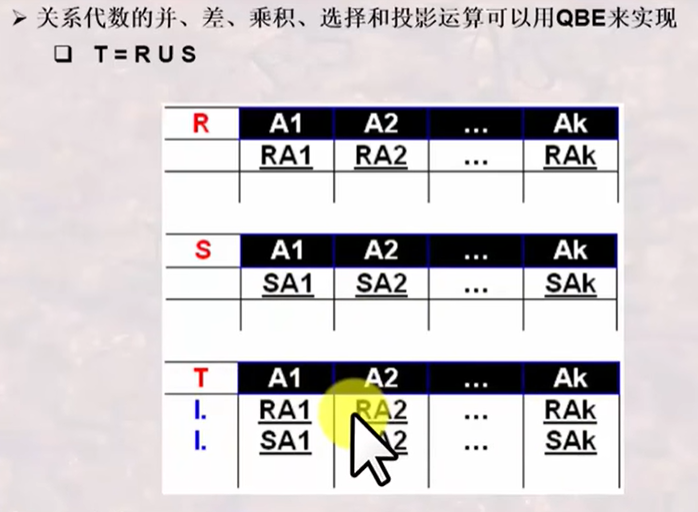 ➢ 关系代数的并、差、乘积、选择和投影运算可以用QBE来实现
❑ T = R U S
R A1 A2 ... Ak
RA1 RA2 ... RAk
S A1 A2 ... Ak
SA1 SA2 ... SAk
T A1 A2 ... Ak
I. RA1 RA2 ... RAk
I. SA1 A2 ... SAk